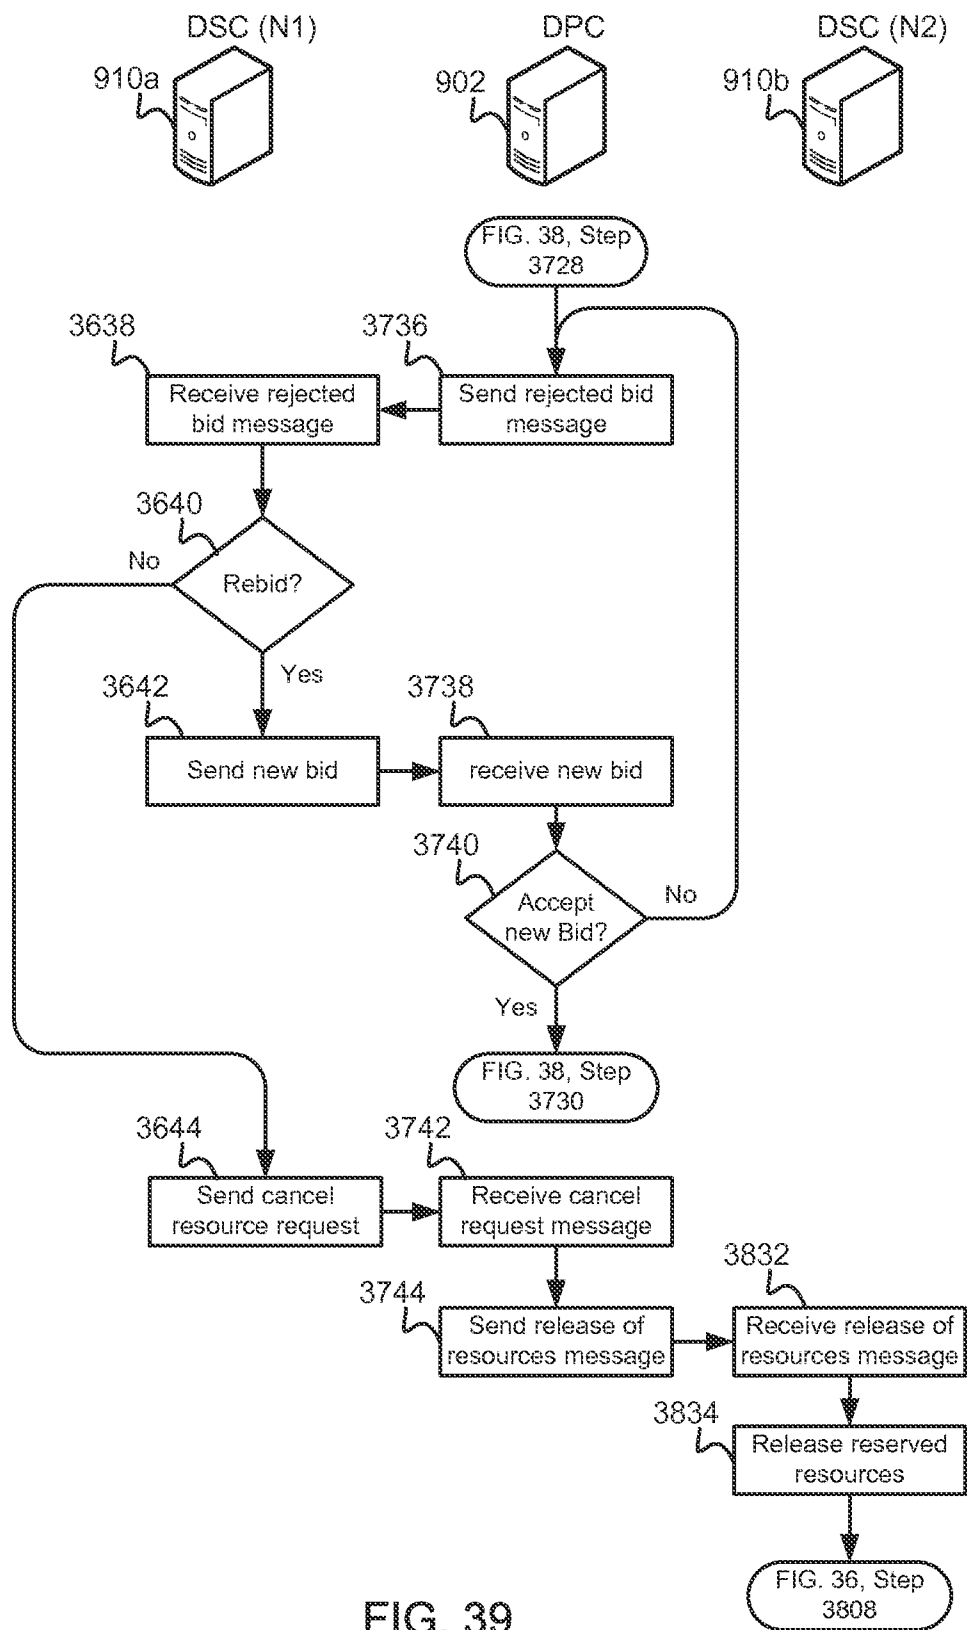 DSC (N1)
DPC
DSC (N2)
910a
902
910b
FIG. 38, Step
3728
3638
3736
Receive rejected
bid message
Send rejected bid
message
3640
No
Rebid?
Yes
3642
3738
Send new bid
receive new bid
3740
Accept
new Bid?
No
Yes
FIG. 38, Step
3730
3644
3742
Send cancel
resource request
Receive cancel
request message
3744
3832
Send release of
resources message
Receive release of
resources message
3834
Release reserved
resources
FIG. 36, Step
3808
FIG. 39